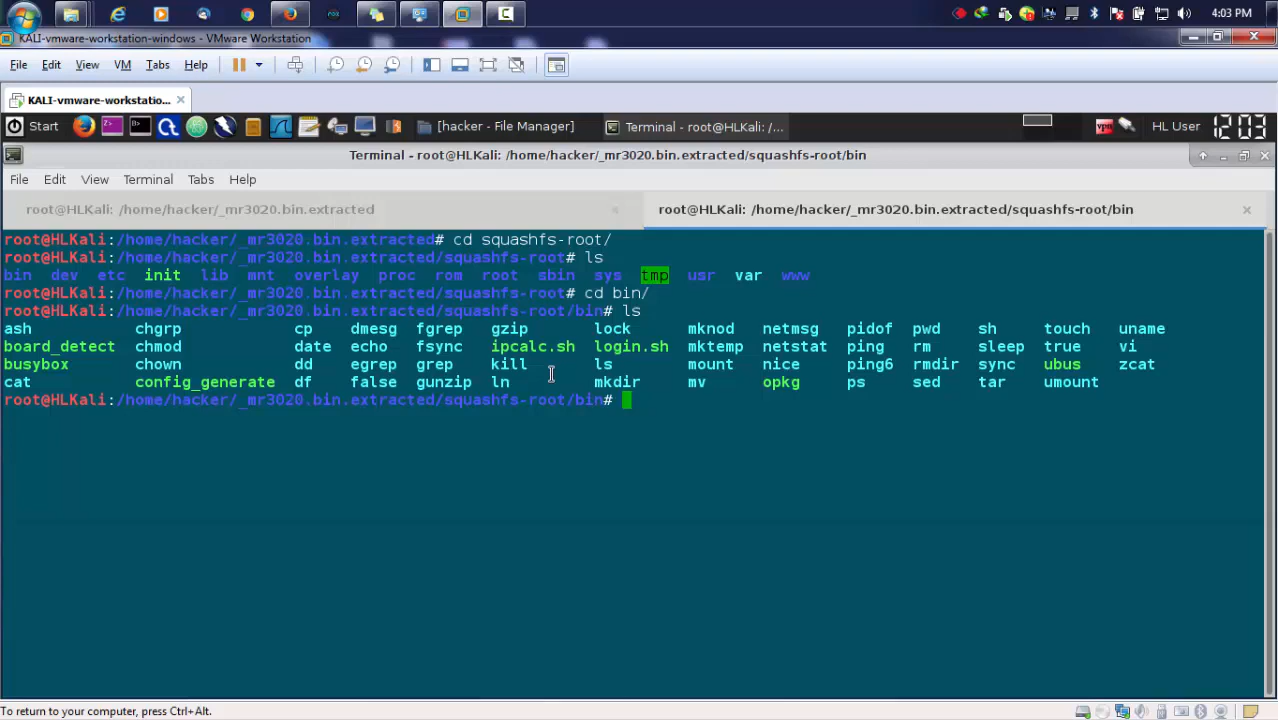 4:03 PM
KALI-vmware-workstation-windows - VMware Workstation
File Edit View VM Tabs Help
KALI-vmware-workstatio...
Start [hacker - File Manager] Terminal - root@HLKali: /... vpn HL User 12:03
Terminal - root@HLKali: /home/hacker/_mr3020.bin.extracted/squashfs-root/bin
File Edit View Terminal Tabs Help
root@HLKali: /home/hacker/_mr3020.bin.extracted root@HLKali: /home/hacker/_mr3020.bin.extracted/squashfs-root/bin
root@HLKali:/home/hacker/_mr3020.bin.extracted# cd squashfs-root/
root@HLKali:/home/hacker/_mr3020.bin.extracted/squashfs-root# ls
bin dev etc init lib mnt overlay proc rom root sbin sys tmp usr var www
root@HLKali:/home/hacker/_mr3020.bin.extracted/squashfs-root# cd bin/
root@HLKali:/home/hacker/_mr3020.bin.extracted/squashfs-root/bin# ls
ash chgrp cp dmesg fgrep gzip lock mknod netmsg pidof pwd sh touch uname
board_detect chmod date echo fsync ipcalc.sh login.sh mktemp netstat ping rm sleep true vi
busybox chown dd egrep grep kill ls mount nice ping6 rmdir sync ubus zcat
cat config_generate df false gunzip ln mkdir mv opkg ps sed tar umount
root@HLKali:/home/hacker/_mr3020.bin.extracted/squashfs-root/bin#
To return to your computer, press Ctrl+Alt.